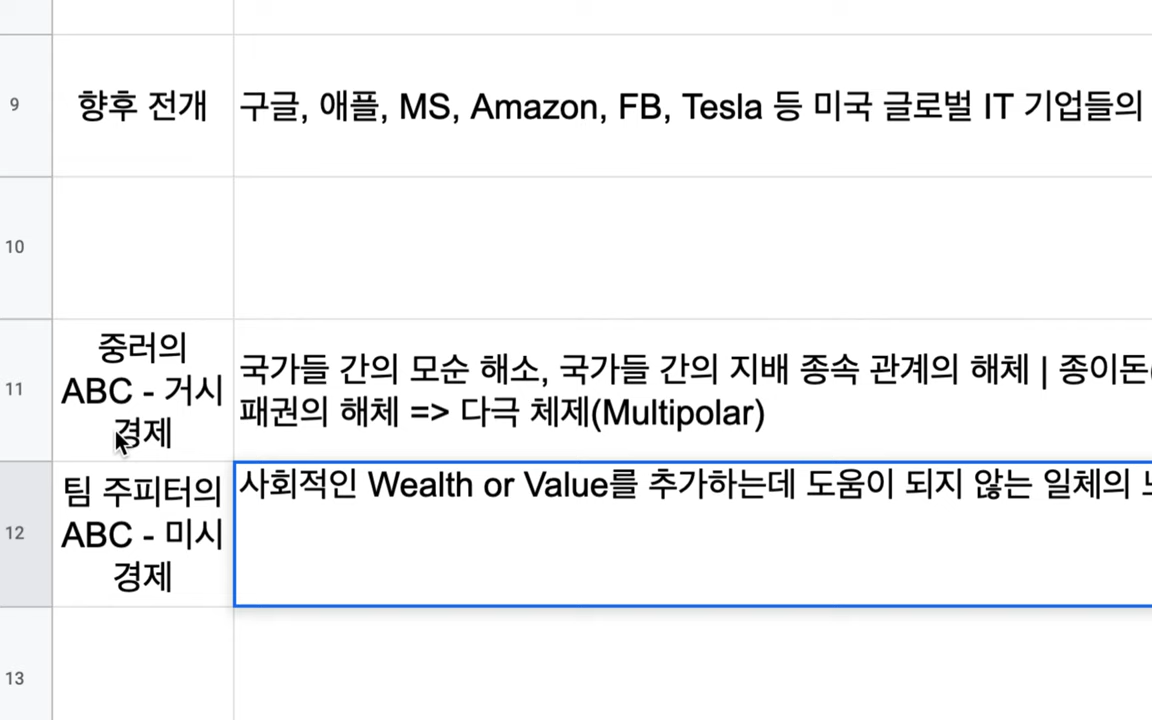 9
향후 전개
구글, 애플, MS, Amazon, FB, Tesla 등 미국 글로벌 IT 기업들의
10
11
중러의
ABC - 거시
경제
국가들 간의 모순 해소, 국가들 간의 지배 종속 관계의 해체 | 종이돈
패권의 해체 => 다극 체제(Multipolar)
12
팀 주피터의
ABC - 미시
경제
사회적인 Wealth or Value를 추가하는데 도움이 되지 않는 일체의
13